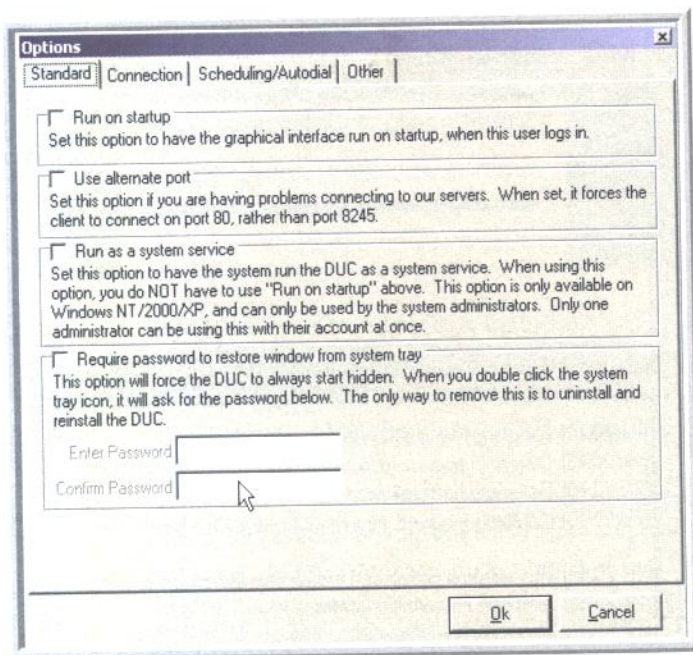 Options
Standard Connection Scheduling/Autodial Other
Run on startup
Set this option to have the graphical interface run on startup, when this user logs in.
Use alternate port
Set this option if you are having problems connecting to our servers. When set, it forces the
client to connect on port 80, rather than port 8245.
Run as a system service
Set this option to have the system run the DUC as a system service. When using this
option, you do NOT have to use "Run on startup" above. This option is only available on
Windows NT/2000/XP, and can only be used by the system administrators. Only one
administrator can be using this with their account at once.
Require password to restore window from system tray
This option will force the DUC to always start hidden. When you double click the system
tray icon, it will ask for the password below. The only way to remove this is to uninstall and
reinstall the DUC.
Enter Password
Confirm Password
Ok Cancel